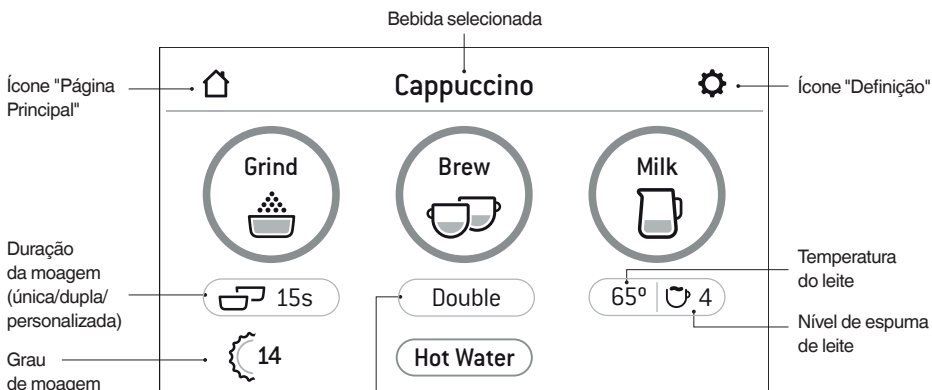 Bebida selecionada
Ícone "Página
Principal"
Cappuccino
Ícone "Definição"
Grind
Brew
Milk
Duração
da moagem
(única/dupla/
personalizada)
15s
Double
65º
4
Temperatura
do leite
Nível de espuma
de leite
Grau
de moagem
14
Hot Water